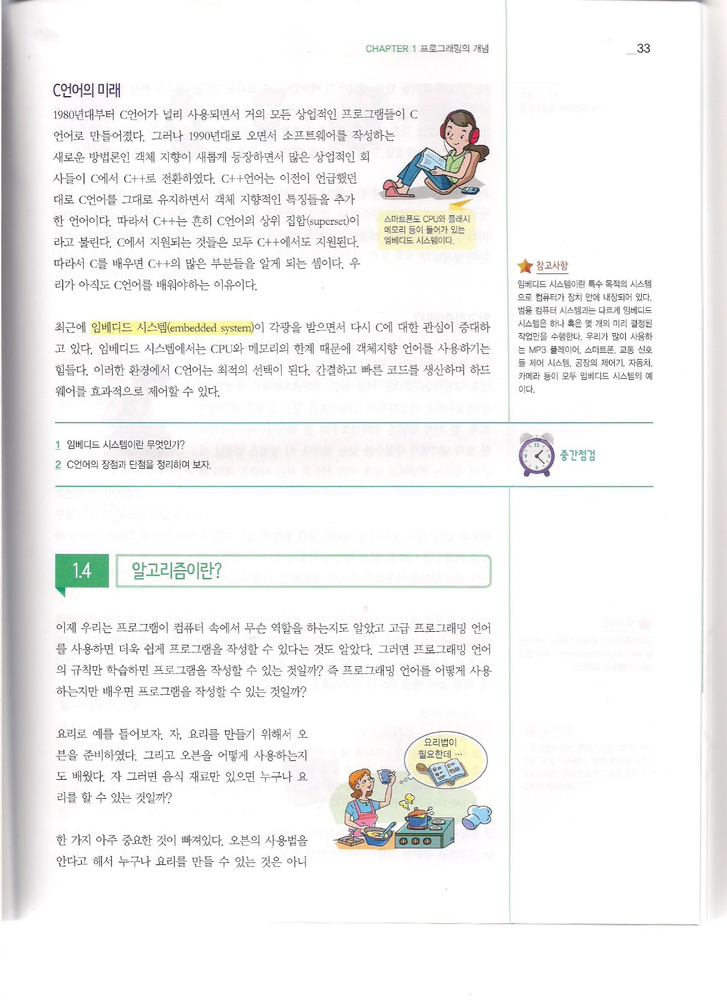 CHAPTER 1 프로그래밍의 개념
33
C언어의 미래
1980년대부터 C언어가 널리 사용되면서 거의 모든 상업적인 프로그램들이 C
언어로 만들어졌다. 그러나 1990년대로 오면서 소프트웨어를 작성하는
새로운 방법론인 객체 지향이 새롭게 등장하면서 많은 상업적인 회
사들이 C에서 C++로 전환하였다. C++언어는 이전이 언급했던
대로 C언어를 그대로 유지하면서 객체 지향적인 특징들을 추가
한 언어이다. 따라서 C++는 흔히 C언어의 상위 집합(superset)이
라고 불린다. C에서 지원되는 것들은 모두 C++에서도 지원된다.
따라서 C를 배우면 C++의 많은 부분들을 알게 되는 셈이다. 우
리가 아직도 C언어를 배워야하는 이유이다.
스마트폰도 CPU와 플래시
메모리 등이 들어가 있는
엠베디드 시스템이다.
최근에 임베디드 시스템(embedded system)이 각광을 받으면서 다시 C에 대한 관심이 증대하
고 있다. 임베디드 시스템에서는 CPU와 메모리의 한계 때문에 객체지향 언어를 사용하기는
힘들다. 이러한 환경에서 C언어는 최적의 선택이 된다. 간결하고 빠른 코드를 생산하며 하드
웨어를 효과적으로 제어할 수 있다.
참고사항
임베디드 시스템이란 특수 목적의 시스템
으로 컴퓨터가 장치 안에 내장되어 있다.
범용 컴퓨터 시스템과는 다르게 임베디드
시스템은 하나 혹은 몇 개의 미리 결정된
작업만을 수행한다. 우리가 많이 사용하
는 MP3 플레이어, 스마트폰, 교통 신호
등 제어 시스템, 공장의 제어기, 자동차,
카메라 등이 모두 임베디드 시스템의 예
이다.
1 임베디드 시스템이란 무엇인가?
2 C언어의 장점과 단점을 정리하여 보자.
중간점검
1.4 알고리즘이란?
이제 우리는 프로그램이 컴퓨터 속에서 무슨 역할을 하는지도 알았고 고급 프로그래밍 언어
를 사용하면 더욱 쉽게 프로그램을 작성할 수 있다는 것도 알았다. 그러면 프로그래밍 언어
의 규칙만 학습하면 프로그램을 작성할 수 있는 것일까? 즉 프로그래밍 언어를 어떻게 사용
하는지만 배우면 프로그램을 작성할 수 있는 것일까?
요리로 예를 들어보자. 자, 요리를 만들기 위해서 오
븐을 준비하였다. 그리고 오븐을 어떻게 사용하는지
도 배웠다. 자 그러면 음식 재료만 있으면 누구나 요
리를 할 수 있는 것일까?
요리법이
필요한데 …
한 가지 아주 중요한 것이 빠져있다. 오븐의 사용법을
안다고 해서 누구나 요리를 만들 수 있는 것은 아니